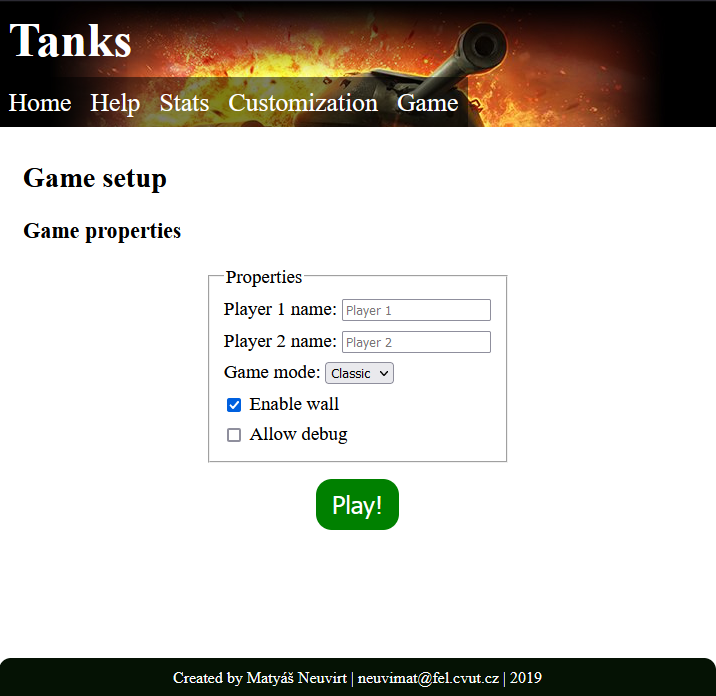 Tanks
Home Help Stats Customization Game
Game setup
Game properties
Properties
Player 1 name: Player 1
Player 2 name: Player 2
Game mode: Classic
Enable wall
Allow debug
Play!
Created by Matyáš Neuvirt | neuvimat@fel.cvut.cz | 2019